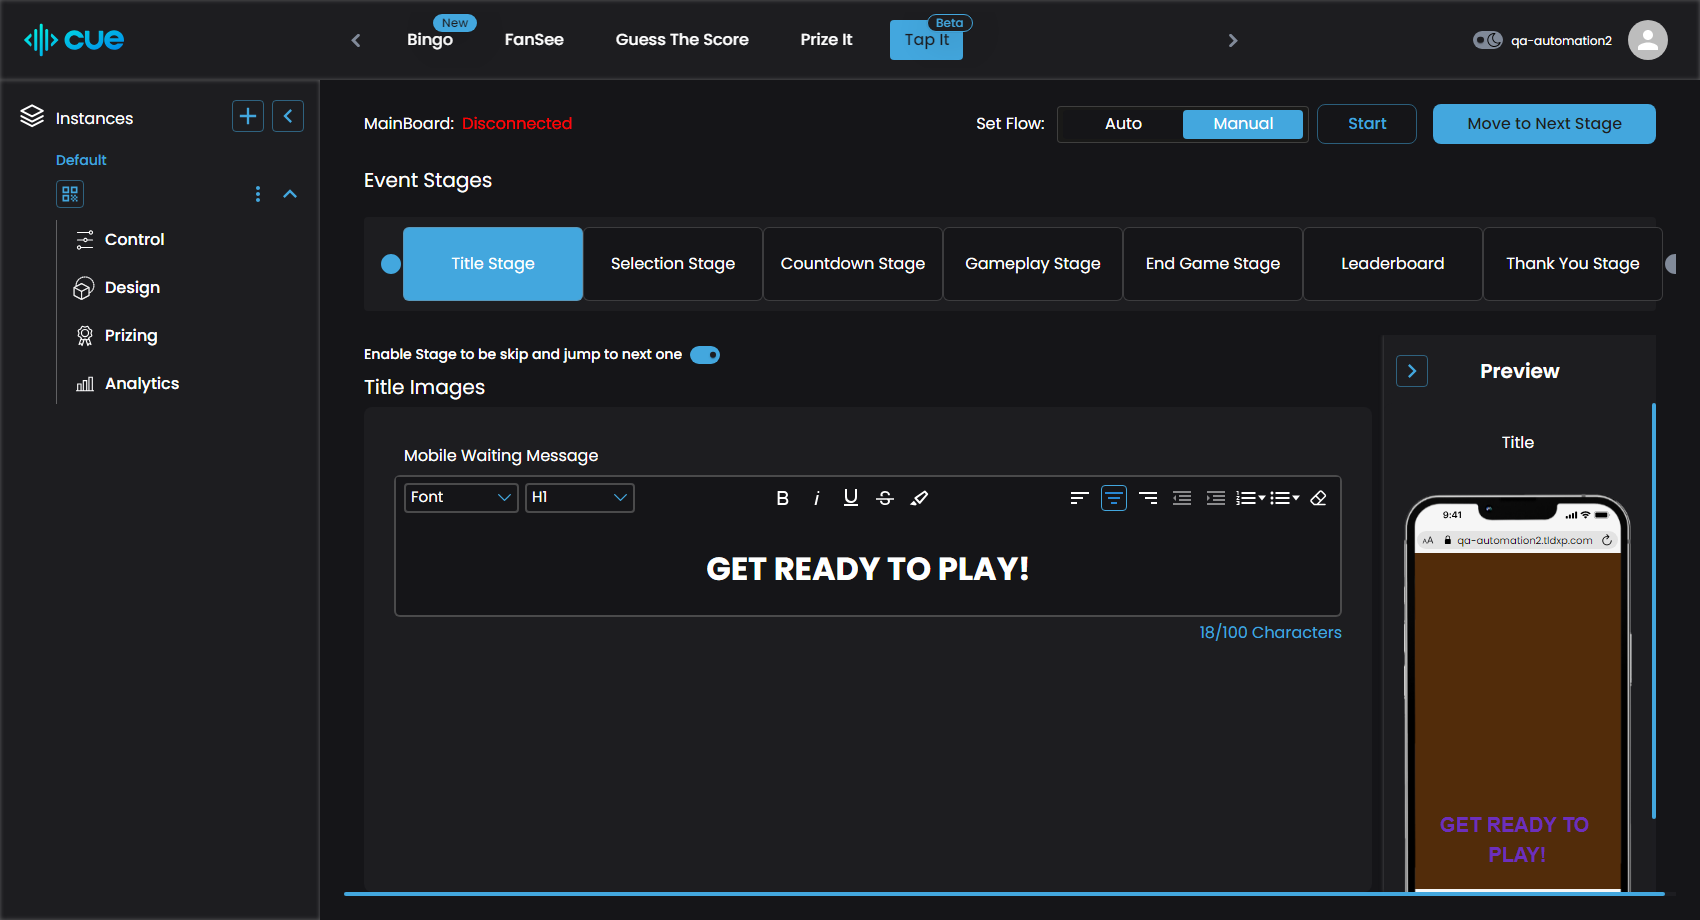 cue
New
Bingo
FanSee
Guess The Score
Prize It
Beta
Tap It
qa-automation2
Instances
Default
Control
Design
Prizing
Analytics
MainBoard: Disconnected
Set Flow:
Auto
Manual
Start
Move to Next Stage
Event Stages
Title Stage
Selection Stage
Countdown Stage
Gameplay Stage
End Game Stage
Leaderboard
Thank You Stage
Enable Stage to be skip and jump to next one
Title Images
Mobile Waiting Message
Font
H1
B
i
U
S
GET READY TO PLAY!
18/100 Characters
Preview
Title
9:41
AA
qa-automation2.tldxp.com
GET READY TO
PLAY!